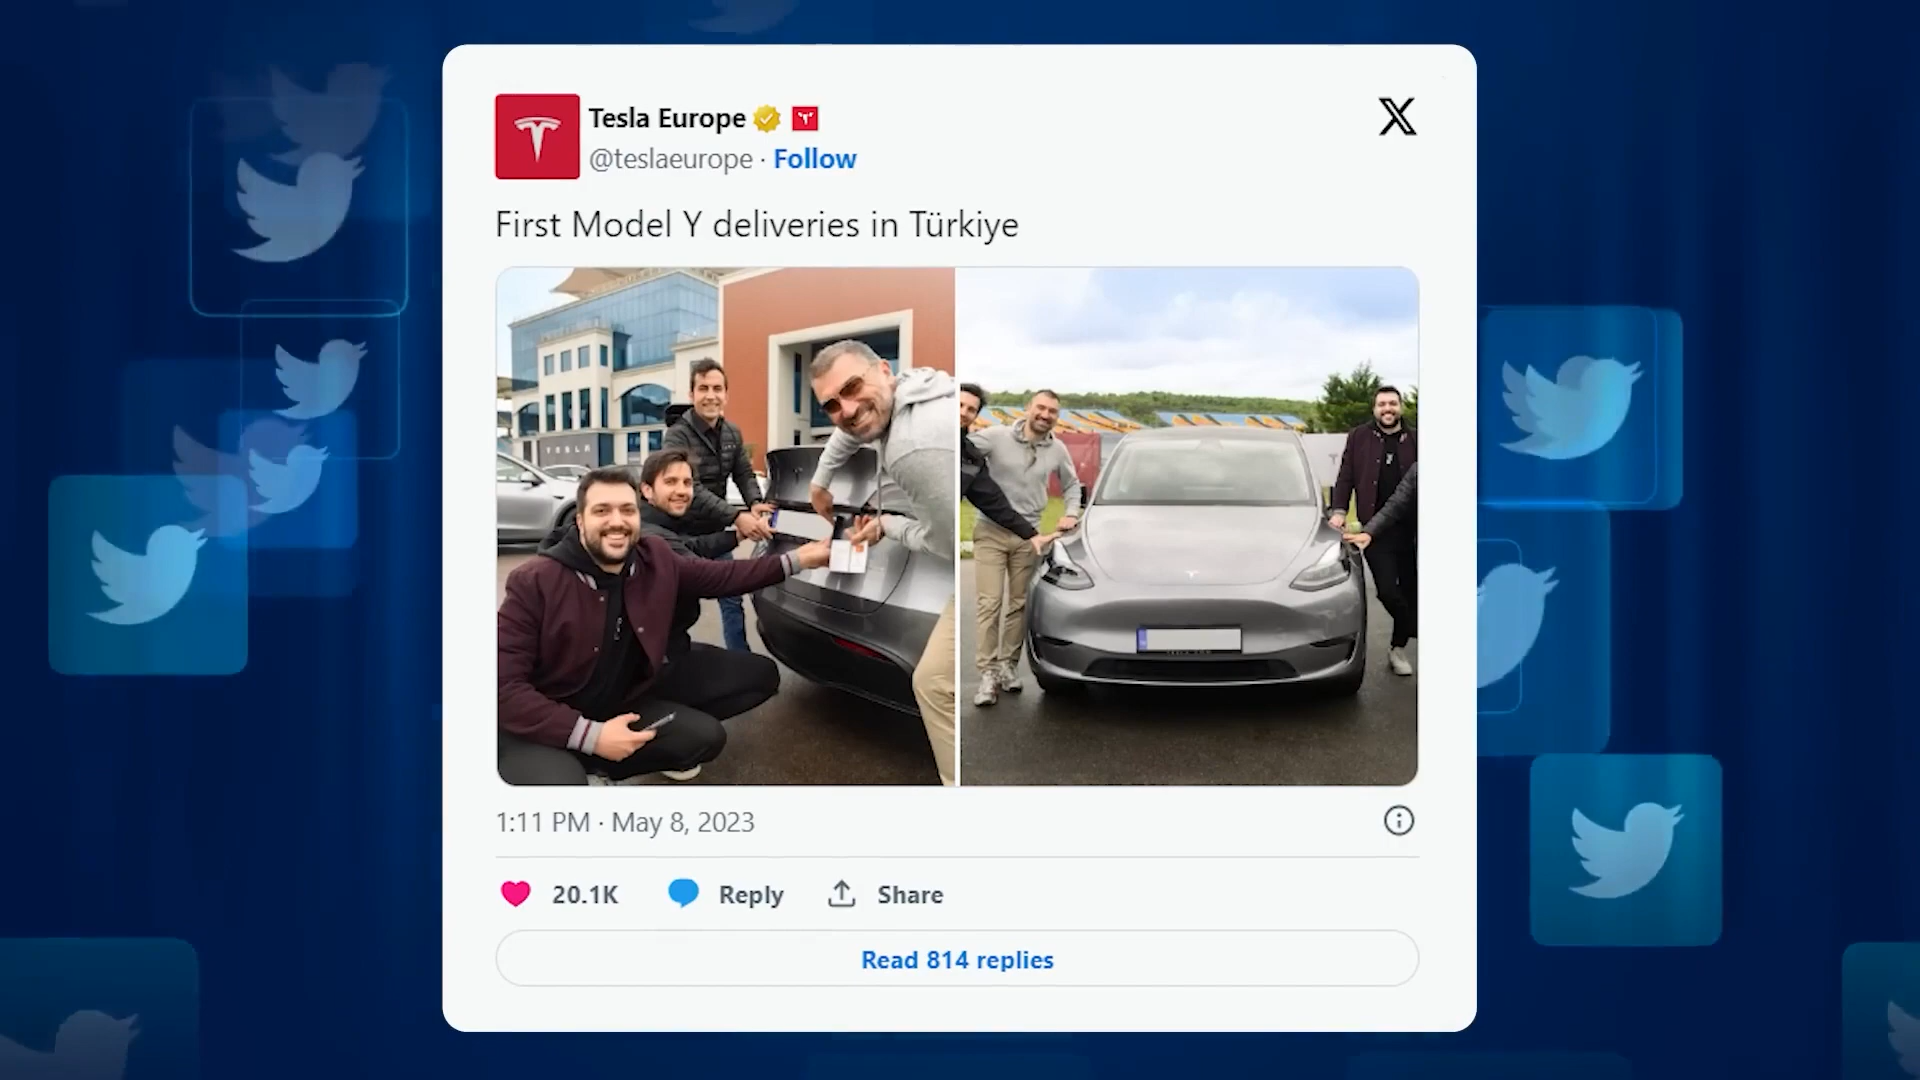 Tesla Europe
@teslaeurope · Follow
First Model Y deliveries in Türkiye
TESLA
1:11 PM · May 8, 2023
20.1K Reply Share
Read 814 replies